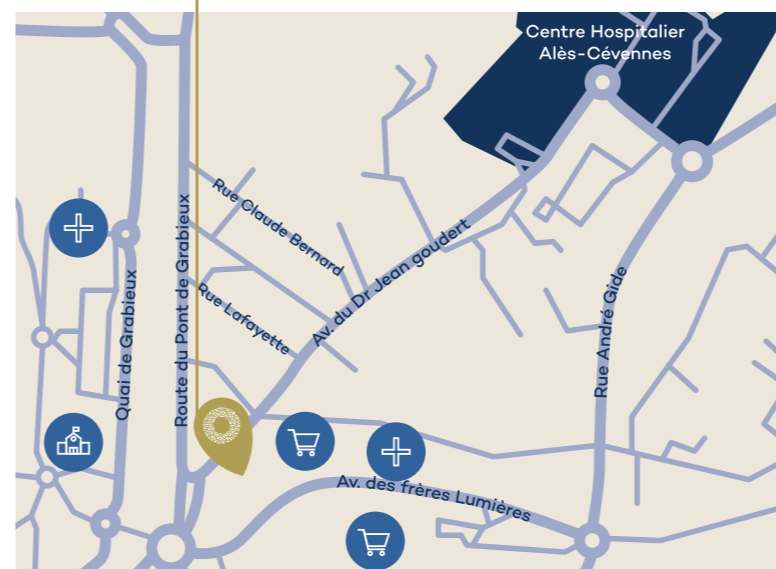 Centre Hospitalier
Alès-Cévennes
Rue Claude Bernard
Rue Lafayette
Av. du Dr Jean goudert
Route du Pont de Grabieux
Quai de Grabieux
Rue André Gide
Av. des frères Lumières